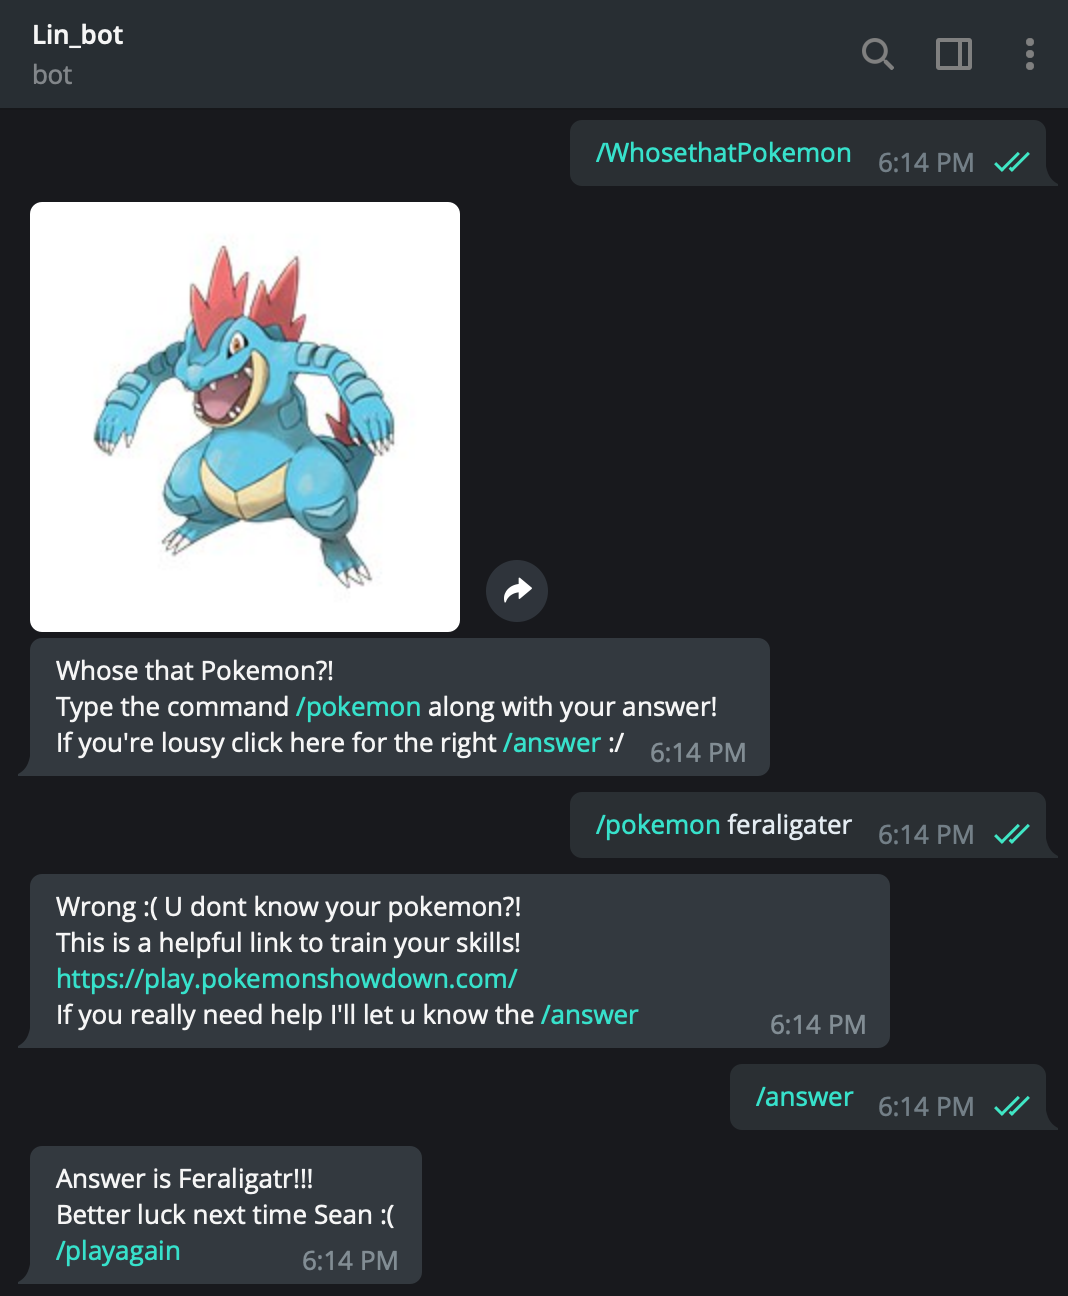 Lin_bot
bot
/WhosethatPokemon 6:14 PM
Whose that Pokemon?!
Type the command /pokemon along with your answer!
If you're lousy click here for the right /answer :/ 6:14 PM
/pokemon feraligater 6:14 PM
Wrong :( U dont know your pokemon?!
This is a helpful link to train your skills!
https://play.pokemonshowdown.com/
If you really need help I'll let u know the /answer 6:14 PM
/answer 6:14 PM
Answer is Feraligatr!!!
Better luck next time Sean :(
/playagain 6:14 PM